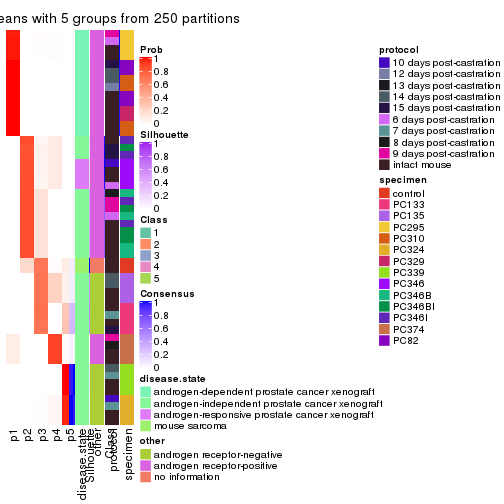 eans with 5 groups from 250 partitions
Prob
1
0.8
0.6
0.4
0.2
0
Silhouette
1
0.8
0.6
0.4
0.2
0
Class
1
2
3
4
5
Consensus
1
0.8
0.6
0.4
0.2
0
disease.state
androgen-dependent prostate cancer xenograft
androgen-independent prostate cancer xenograft
androgen-responsive prostate cancer xenograft
mouse sarcoma
other
androgen receptor-negative
androgen receptor-positive
no information
protocol
10 days post-castration
12 days post-castration
13 days post-castration
14 days post-castration
15 days post-castration
6 days post-castration
7 days post-castration
8 days post-castration
9 days post-castration
intact mouse
specimen
control
PC133
PC135
PC295
PC310
PC324
PC329
PC339
PC346
PC346B
PC346BI
PC346I
PC374
PC82
p1
p2
p3
p4
p5
disease.state
Silhouette
other
Class
protocol
specimen